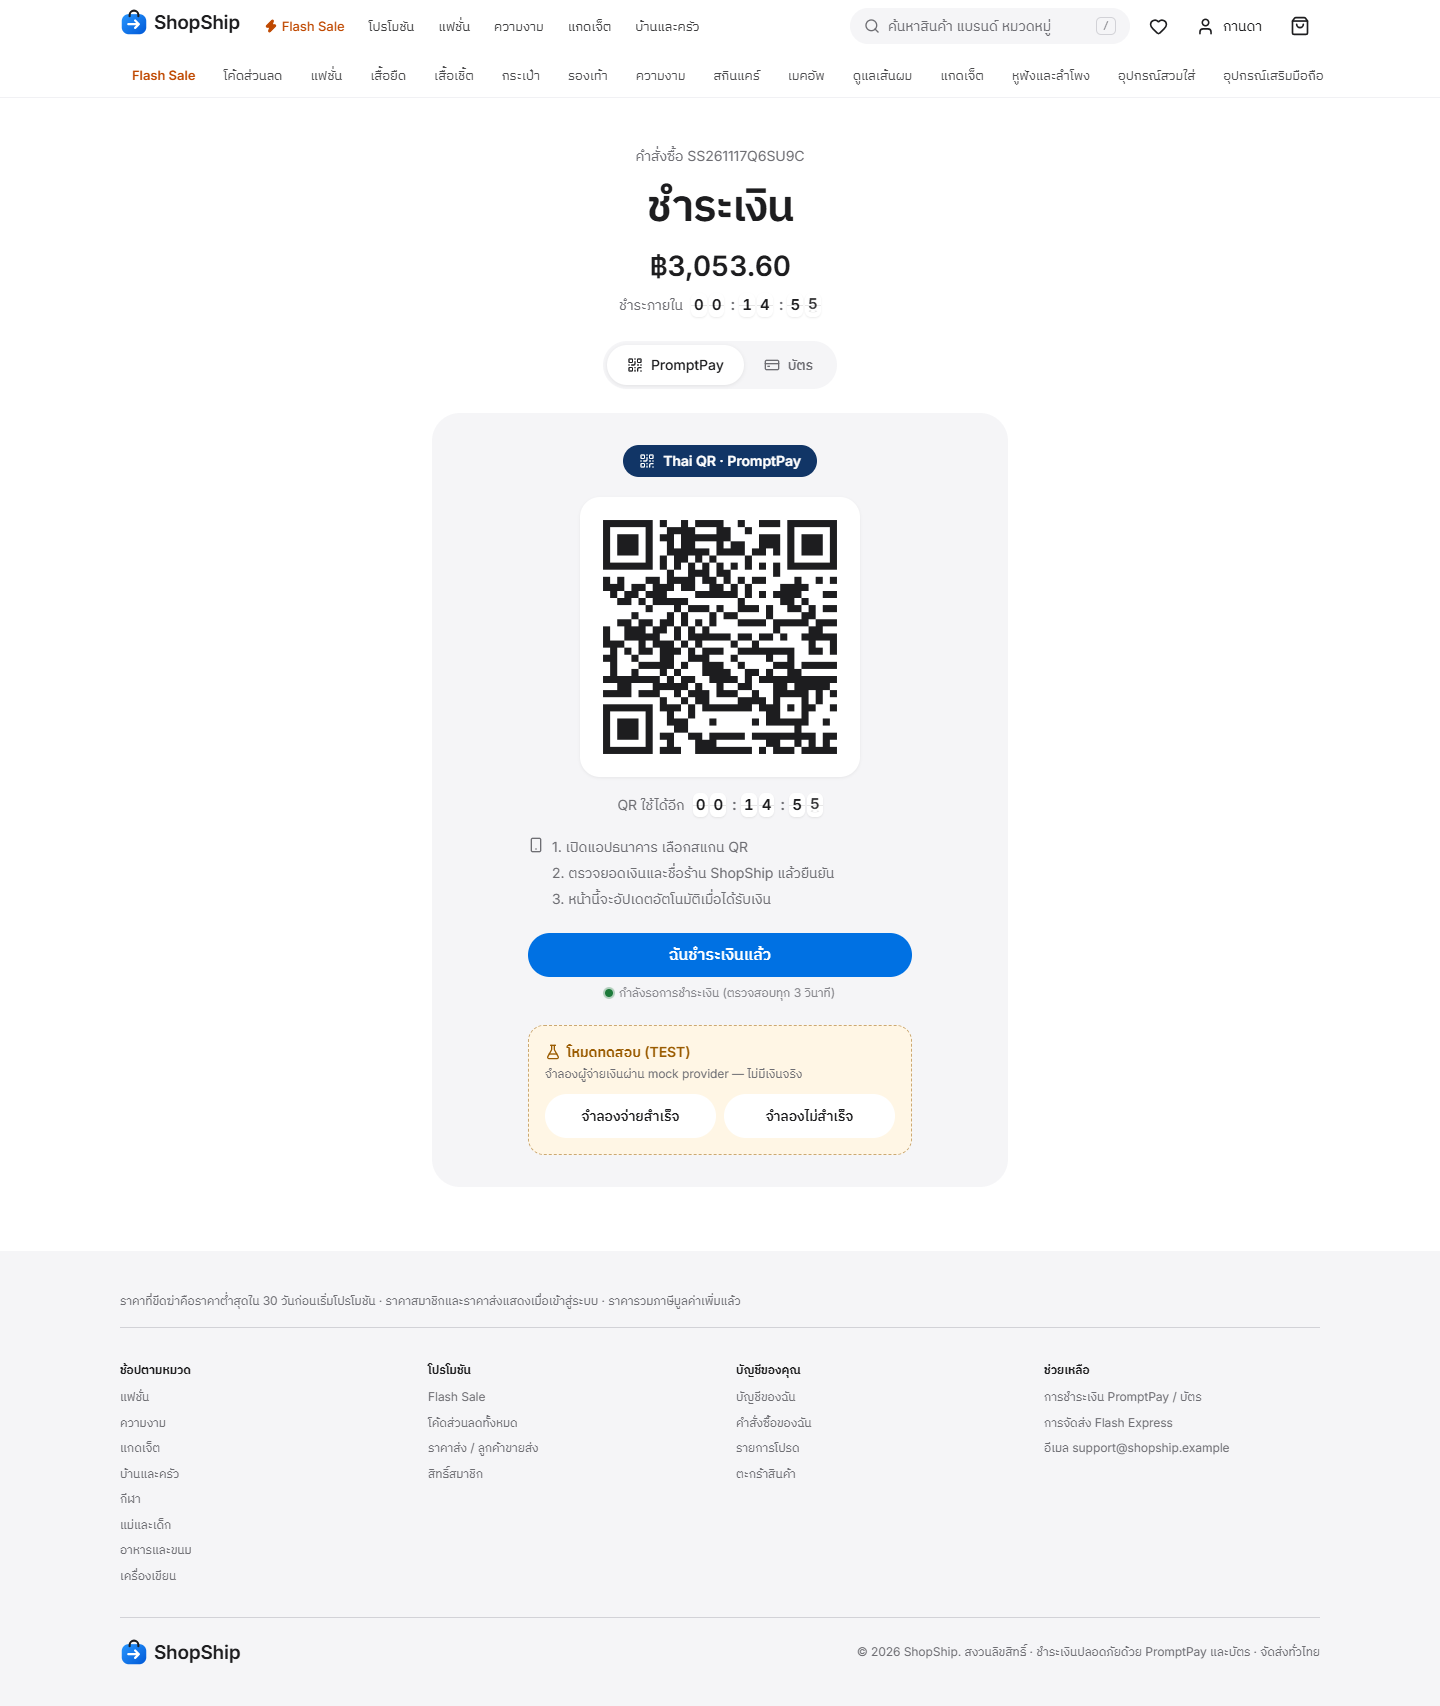 ShopShip
Flash Sale โปรโมชัน แฟชั่น ความงาม แกดเจ็ต บ้านและครัว
ค้นหาสินค้า แบรนด์ หมวดหมู่ /
กานดา
Flash Sale โค้ดส่วนลด แฟชั่น เสื้อยืด เสื้อเชิ้ต กระเป๋า รองเท้า ความงาม สกินแคร์ เมคอัพ ดูแลเส้นผม แกดเจ็ต หูฟังและลำโพง อุปกรณ์สวมใส่ อุปกรณ์เสริมมือถือ
คำสั่งซื้อ SS261117Q6SU9C
ชำระเงิน
฿3,053.60
ชำระภายใน 00:14:55
PromptPay บัตร
Thai QR · PromptPay
QR ใช้ได้อีก 00:14:55
1. เปิดแอปธนาคาร เลือกสแกน QR
2. ตรวจยอดเงินและชื่อร้าน ShopShip แล้วยืนยัน
3. หน้านี้จะอัปเดตอัตโนมัติเมื่อได้รับเงิน
ฉันชำระเงินแล้ว
กำลังรอการชำระเงิน (ตรวจสอบทุก 3 วินาที)
โหมดทดสอบ (TEST)
จำลองผู้จ่ายเงินผ่าน mock provider — ไม่มีเงินจริง
จำลองจ่ายสำเร็จ จำลองไม่สำเร็จ
ราคาที่ขีดฆ่าคือราคาต่ำสุดใน 30 วันก่อนเริ่มโปรโมชัน · ราคาสมาชิกและราคาส่งแสดงเมื่อเข้าสู่ระบบ · ราคารวมภาษีมูลค่าเพิ่มแล้ว
ช้อปตามหมวด
แฟชั่น
ความงาม
แกดเจ็ต
บ้านและครัว
กีฬา
แม่และเด็ก
อาหารและขนม
เครื่องเขียน
โปรโมชัน
Flash Sale
โค้ดส่วนลดทั้งหมด
ราคาส่ง / ลูกค้าขายส่ง
สิทธิ์สมาชิก
บัญชีของคุณ
บัญชีของฉัน
คำสั่งซื้อของฉัน
รายการโปรด
ตะกร้าสินค้า
ช่วยเหลือ
การชำระเงิน PromptPay / บัตร
การจัดส่ง Flash Express
อีเมล support@shopship.example
ShopShip
© 2026 ShopShip. สงวนลิขสิทธิ์ · ชำระเงินปลอดภัยด้วย PromptPay และบัตร · จัดส่งทั่วไทย